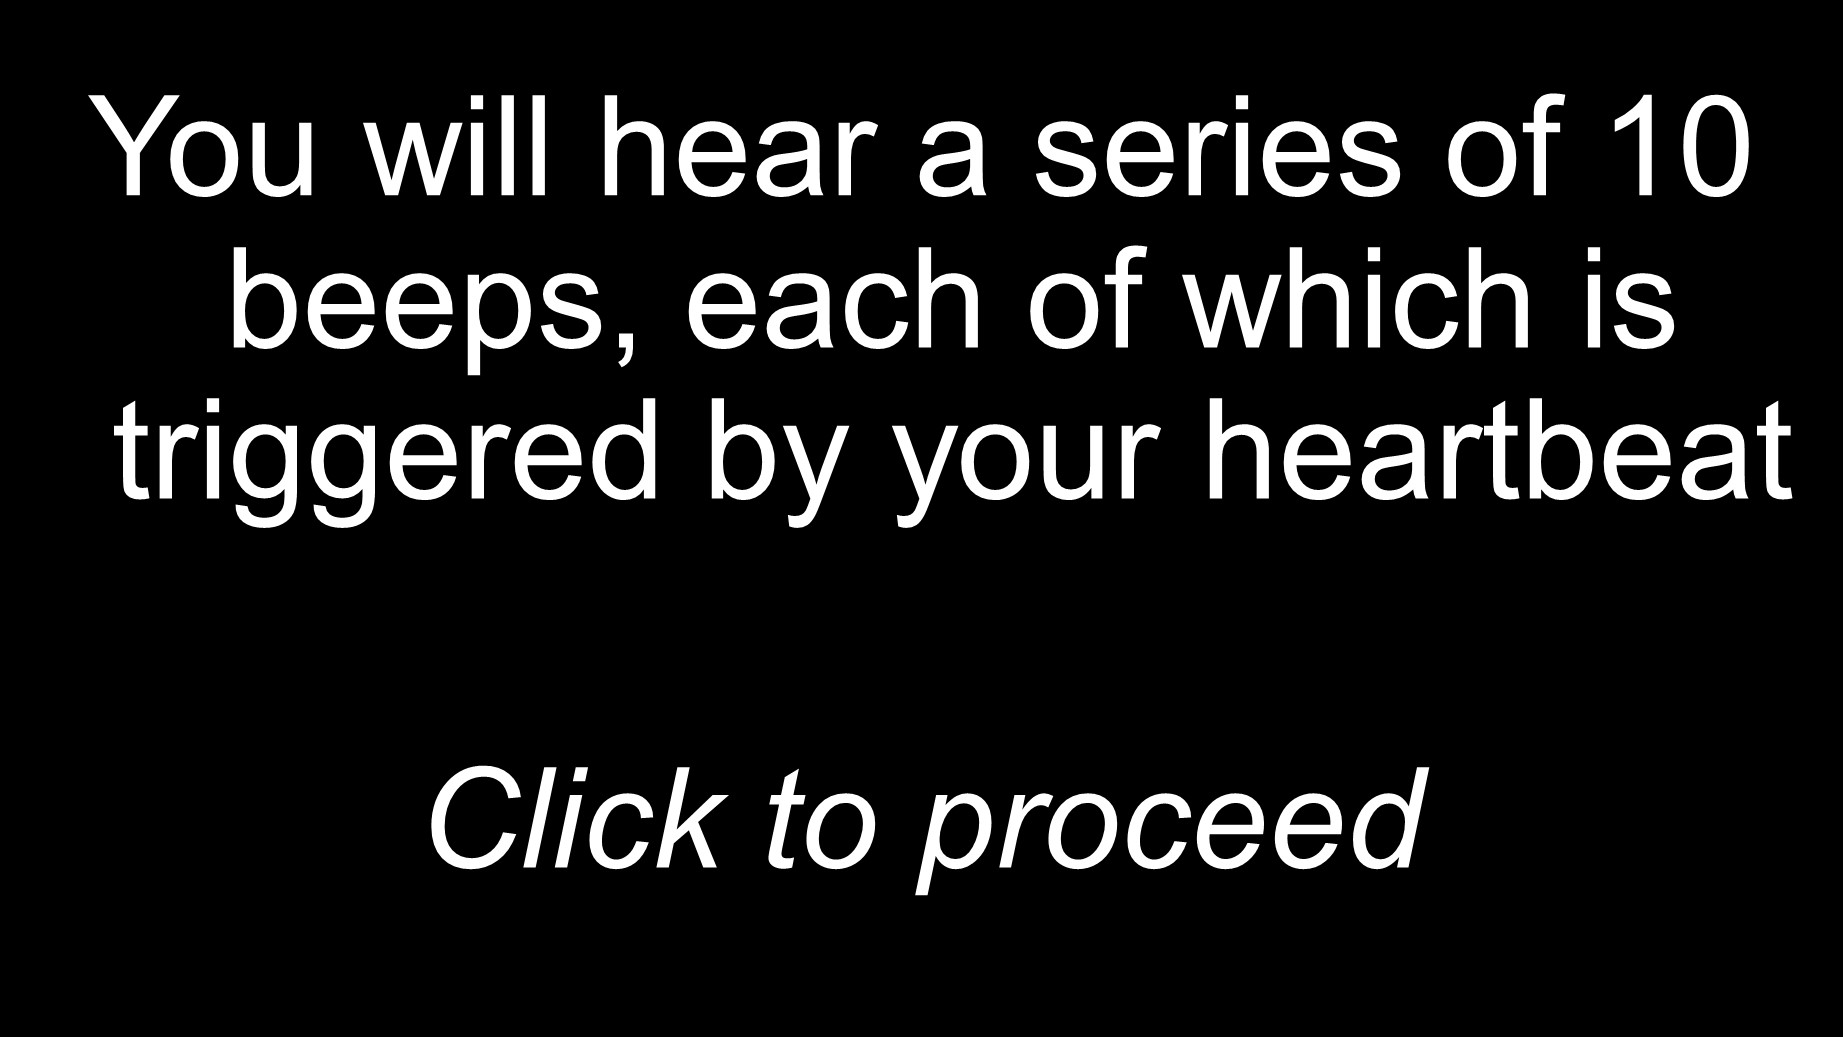 You will hear a series of 10
beeps, each of which is
triggered by your heartbeat
Click to proceed